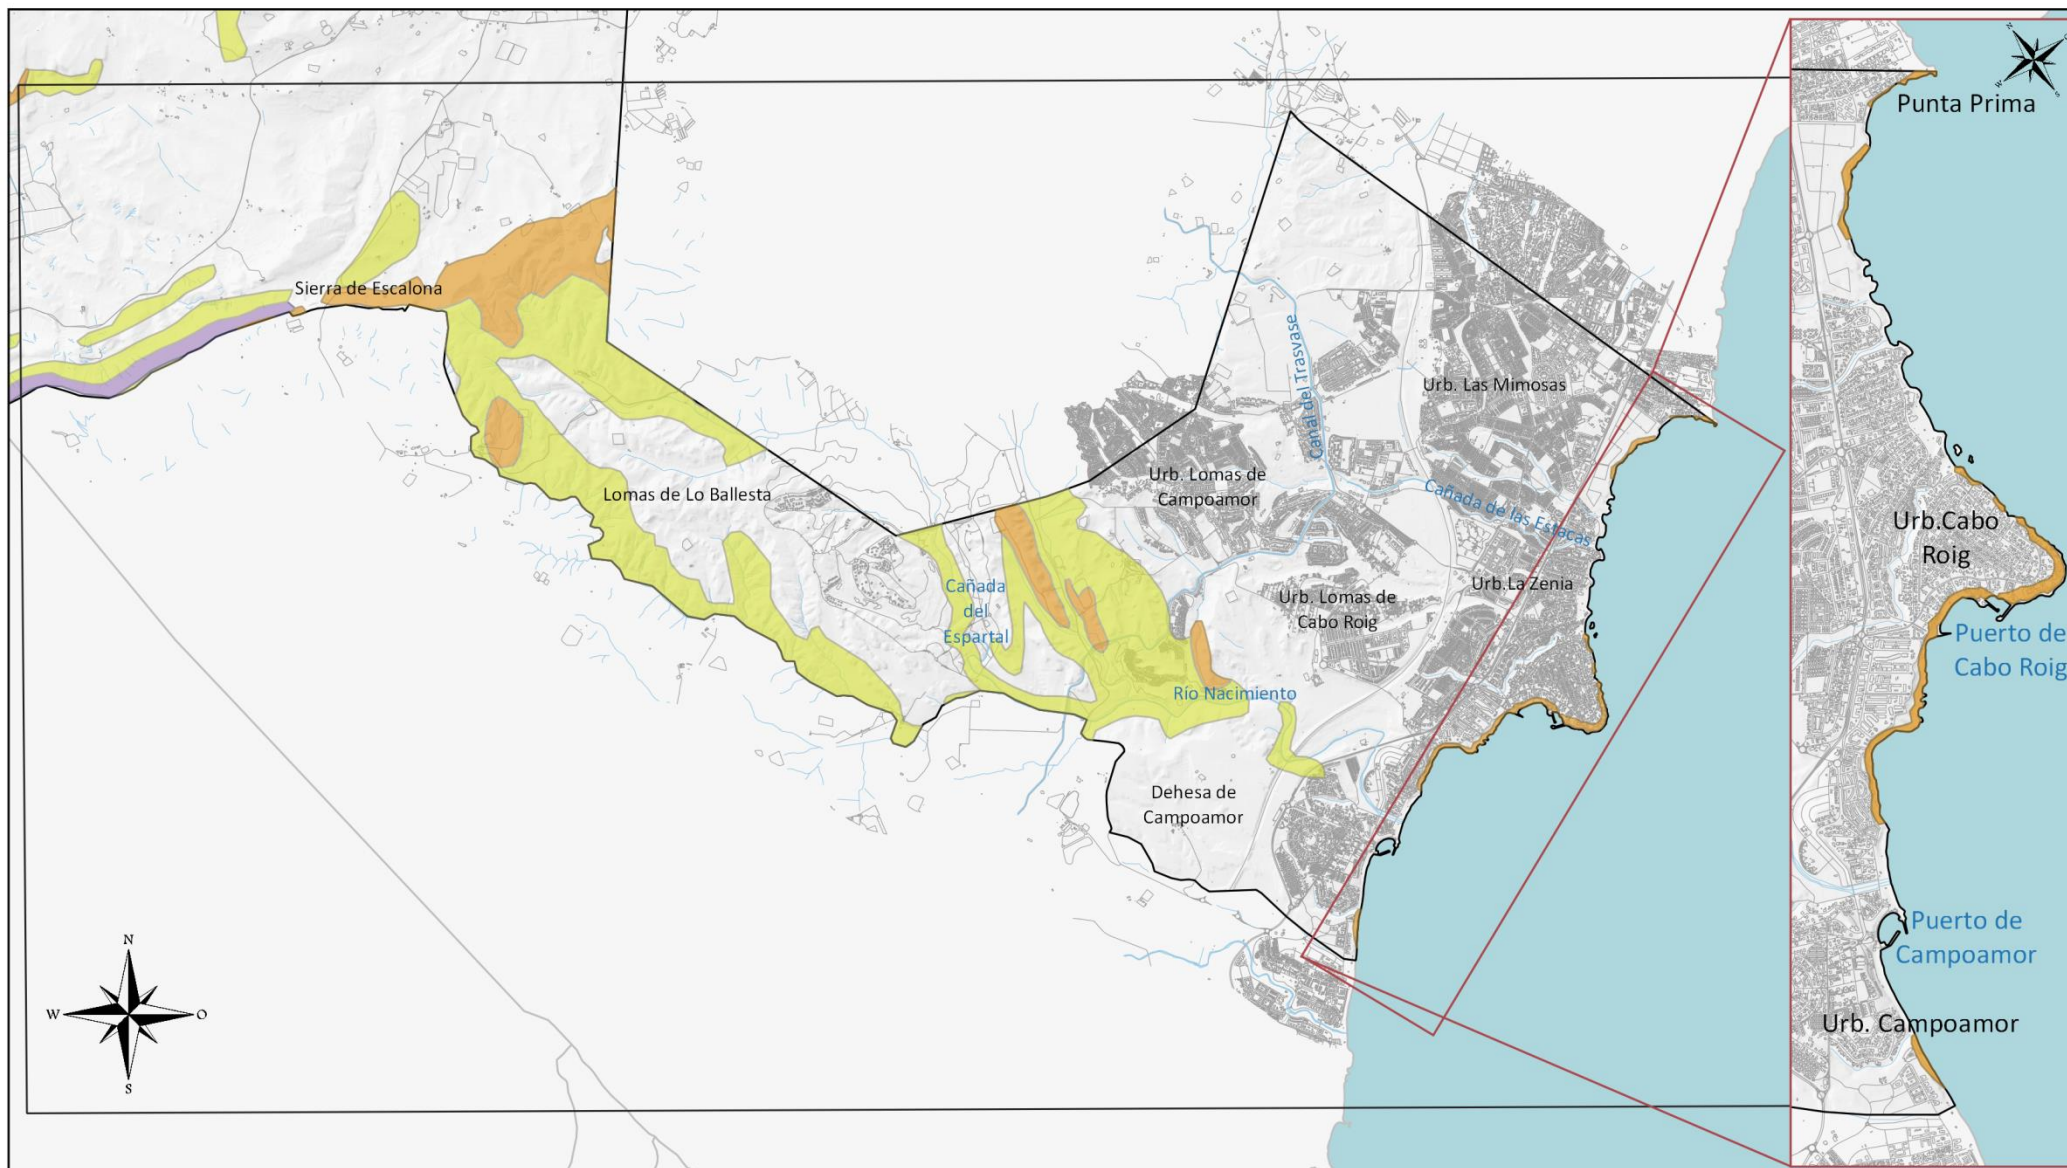 N
W
S
Punta Prima
Sierra de Escalona
Canal del Trasvase
Urb. Las Mimosas
Urb. Lomas de
Campoamor
Lomas de Lo Ballesta
Cañada de las Estacas
Urb.Cabo
Roig
Cañada
del
Espartal
Urb.La Zenia
Urb. Lomas de
Cabo Roig
Puerto de
Cabo Roig
Río Nacimiento
Dehesa de
Campoamor
Puerto de
Campoamor
Urb. Campoamor
N
W
O
S